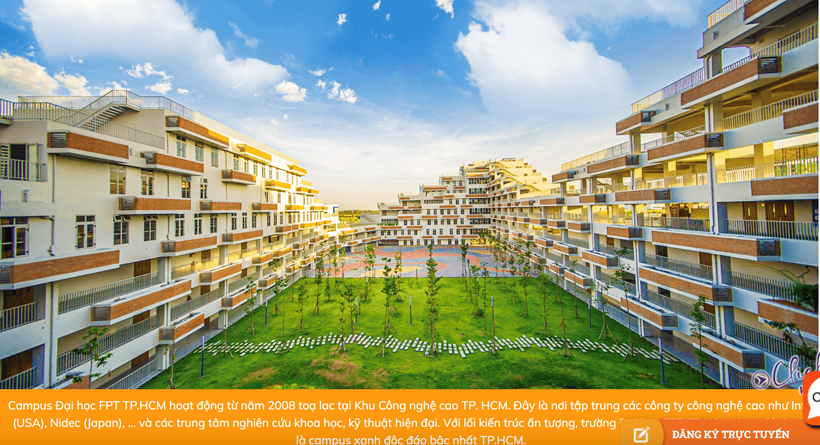 Campus Đại học FPT TP.HCM hoạt động từ năm 2008 toạ lạc tại Khu Công nghệ cao TP. HCM. Đây là nơi tập trung các công ty công nghệ cao như
(USA), Nidec (Japan), ... và các trung tâm nghiên cứu khoa học, kỹ thuật hiện đại. Với lối kiến trúc ấn tượng, trường
ĐĂNG KÝ TRỰC TUYẾN
là campus xanh độc đáo bậc nhất TP.HCM.